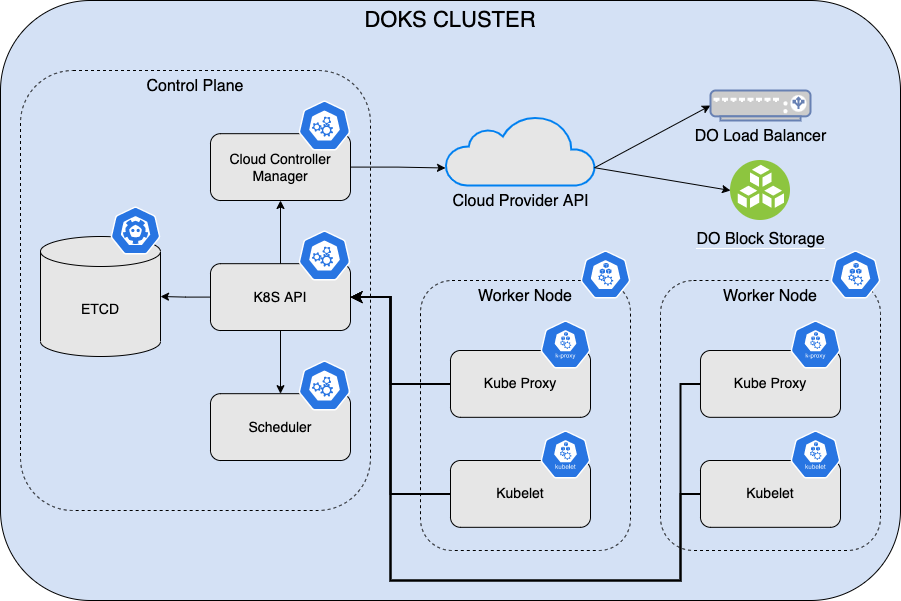 DOKS CLUSTER
Control Plane
Cloud Controller
Manager
ETCD
K8S API
Scheduler
Cloud Provider API
DO Load Balancer
DO Block Storage
Worker Node
k-proxy
Kube Proxy
kubelet
Kubelet
Worker Node
k-proxy
Kube Proxy
kubelet
Kubelet